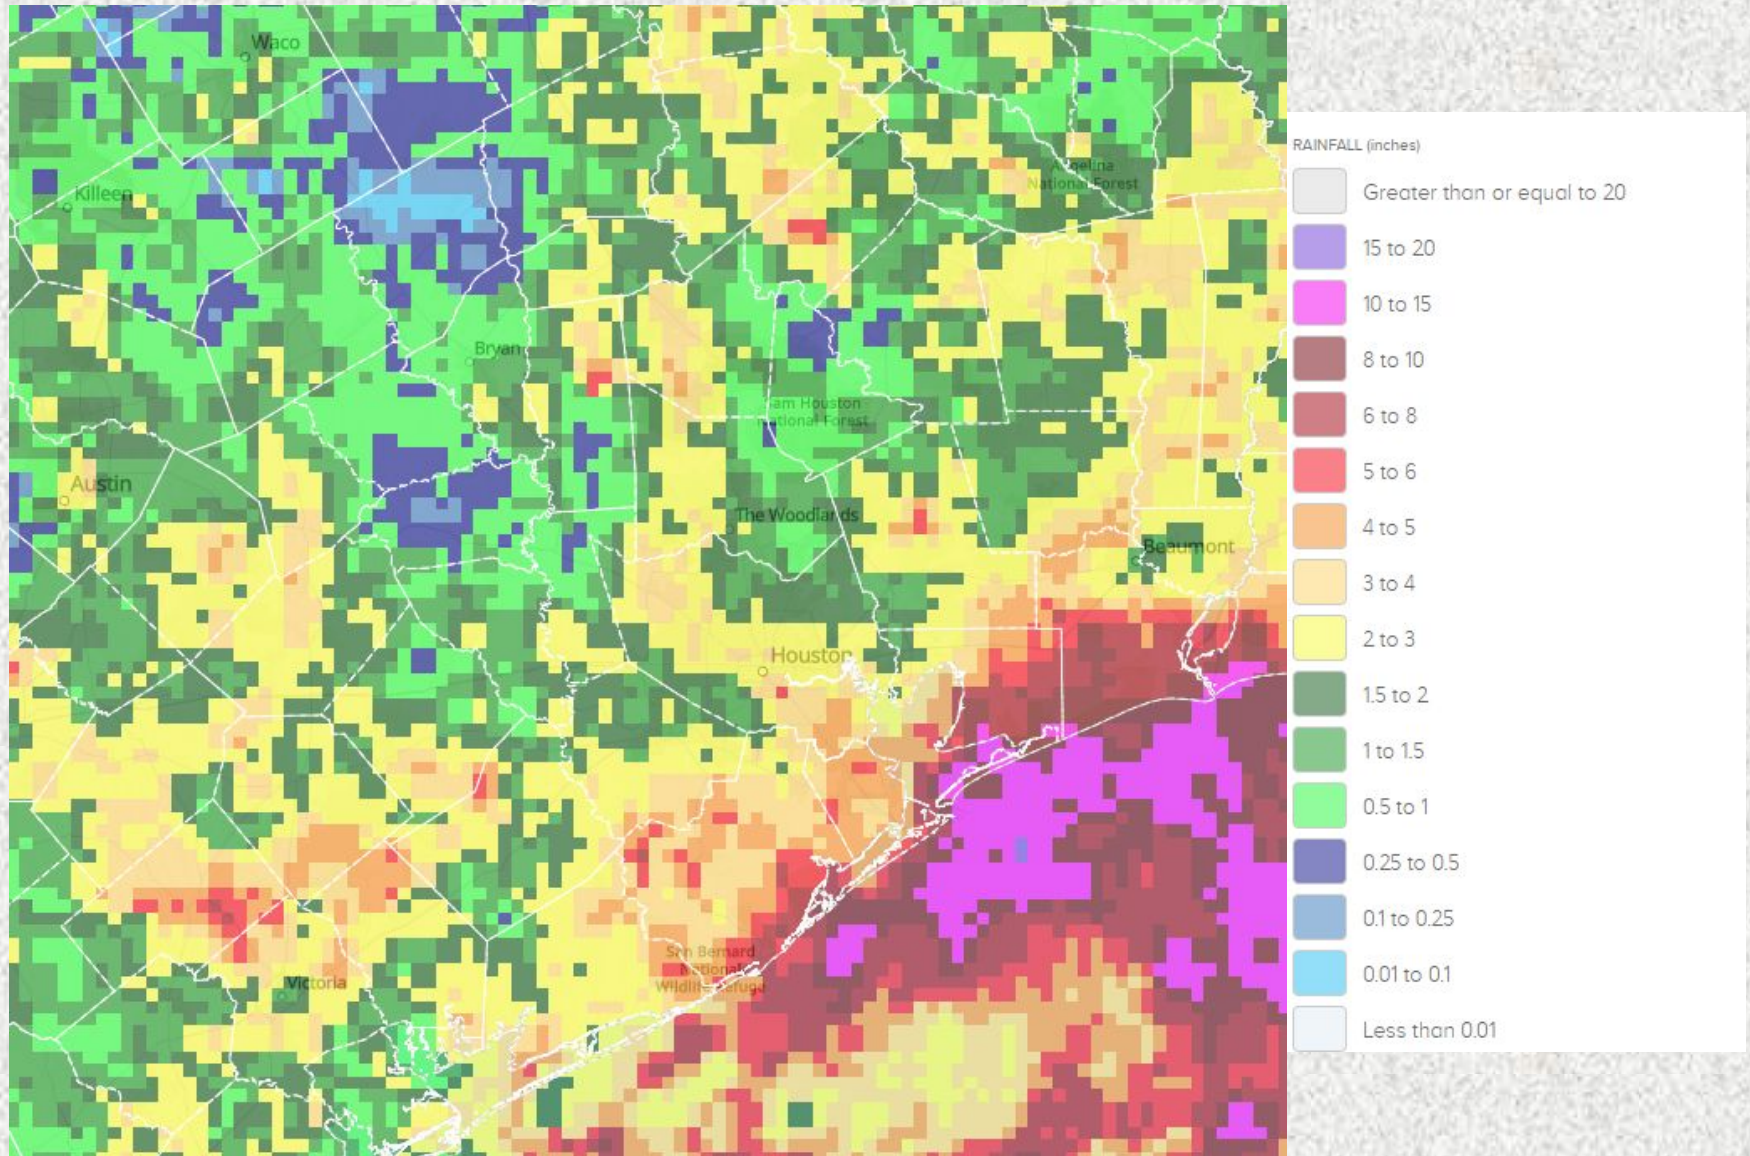 Waco
Killeen
Angelina
National Forest
Bryan
Sam Houston
National Forest
Austin
The Woodlands
Beaumont
Houston
San Bernard
National
Wildlife Refuge
Victoria
RAINFALL (inches)
Greater than or equal to 20
15 to 20
10 to 15
8 to 10
6 to 8
5 to 6
4 to 5
3 to 4
2 to 3
1.5 to 2
1 to 1.5
0.5 to 1
0.25 to 0.5
0.1 to 0.25
0.01 to 0.1
Less than 0.01